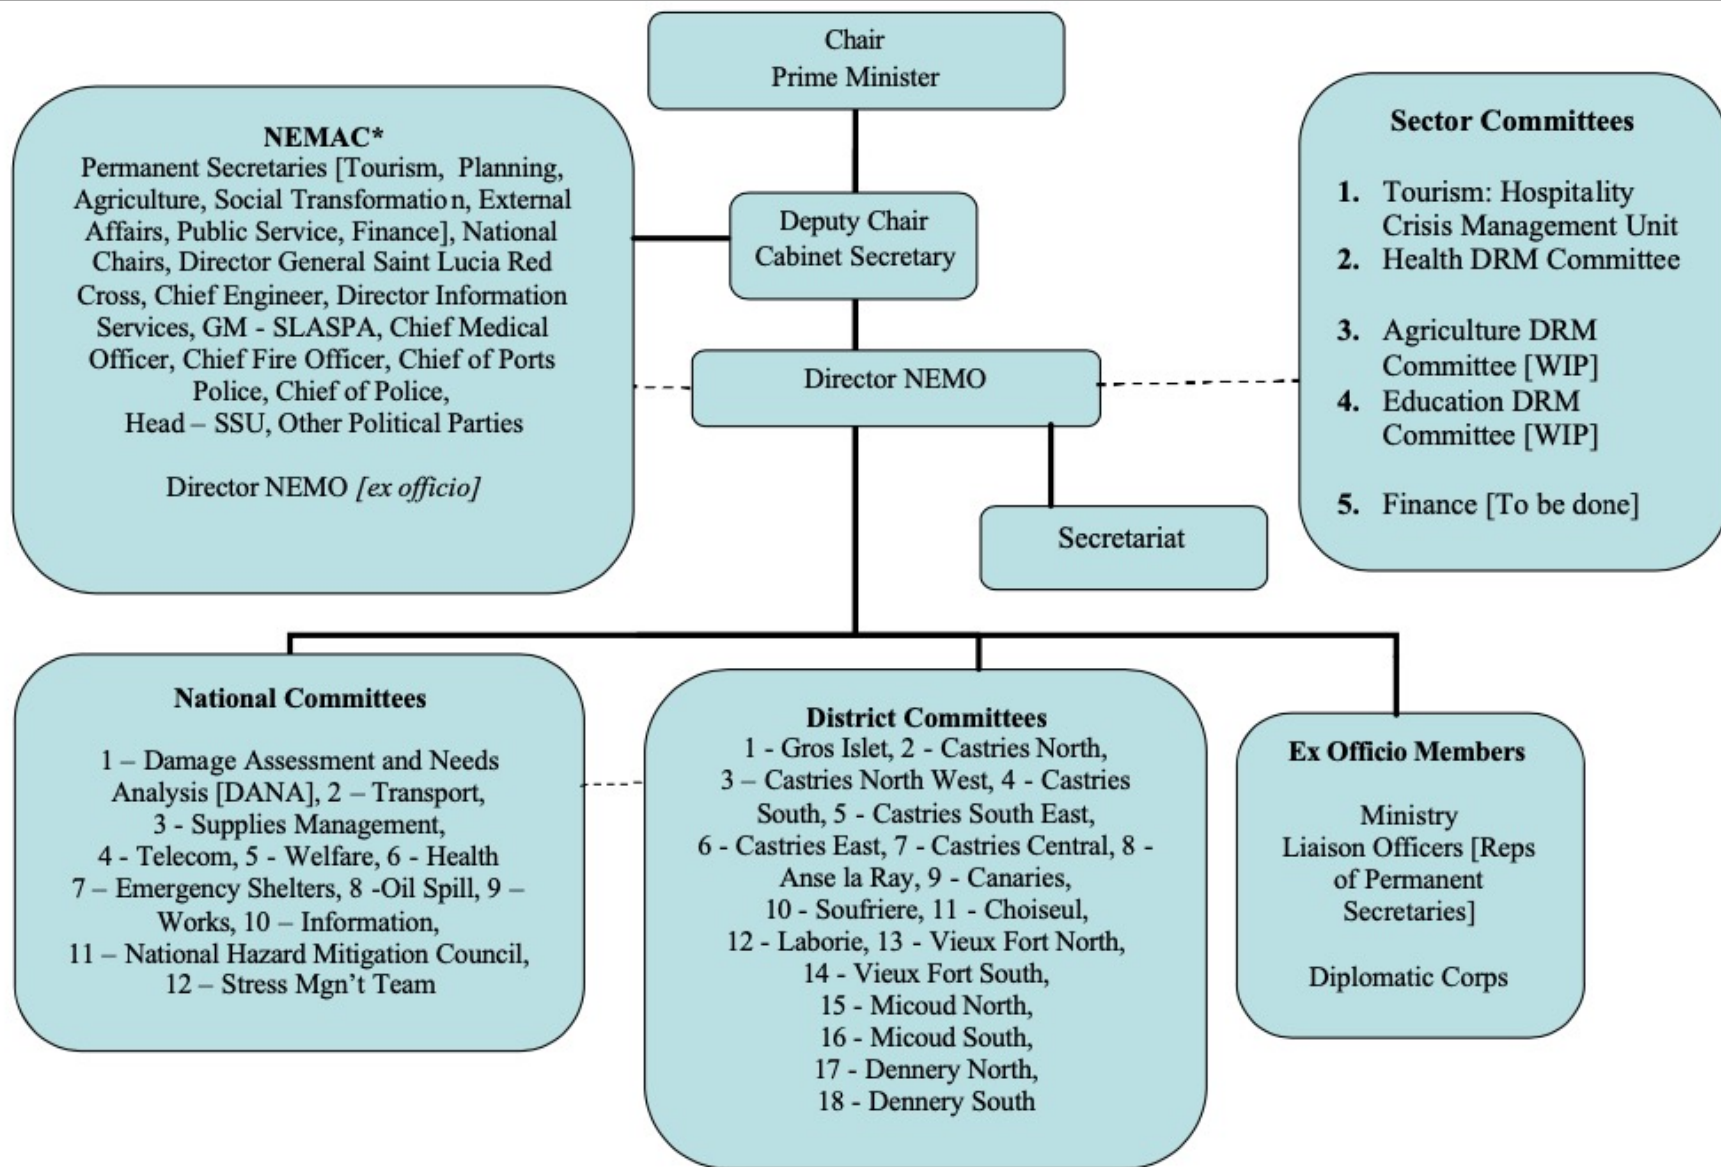 Chair
Prime Minister
NEMAC*
Permanent Secretaries [Tourism, Planning,
Agriculture, Social Transformation, External
Affairs, Public Service, Finance], National
Chairs, Director General Saint Lucia Red
Cross, Chief Engineer, Director Information
Services, GM - SLASPA, Chief Medical
Officer, Chief Fire Officer, Chief of Ports
Police, Chief of Police,
Head – SSU, Other Political Parties
Director NEMO [ex officio]
Deputy Chair
Cabinet Secretary
Sector Committees
1. Tourism: Hospitality
Crisis Management Unit
2. Health DRM Committee
3. Agriculture DRM
Committee [WIP]
4. Education DRM
Committee [WIP]
5. Finance [To be done]
Director NEMO
Secretariat
National Committees
1 – Damage Assessment and Needs
Analysis [DANA], 2 – Transport,
3 - Supplies Management,
4 - Telecom, 5 - Welfare, 6 - Health
7 – Emergency Shelters, 8 -Oil Spill, 9 –
Works, 10 – Information,
11 – National Hazard Mitigation Council,
12 – Stress Mgn’t Team
District Committees
1 - Gros Islet, 2 - Castries North,
3 – Castries North West, 4 - Castries
South, 5 - Castries South East,
6 - Castries East, 7 - Castries Central, 8 -
Anse la Ray, 9 - Canaries,
10 - Soufriere, 11 - Choiseul,
12 - Laborie, 13 - Vieux Fort North,
14 - Vieux Fort South,
15 - Micoud North,
16 - Micoud South,
17 - Dennery North,
18 - Dennery South
Ex Officio Members
Ministry
Liaison Officers [Reps
of Permanent
Secretaries]
Diplomatic Corps